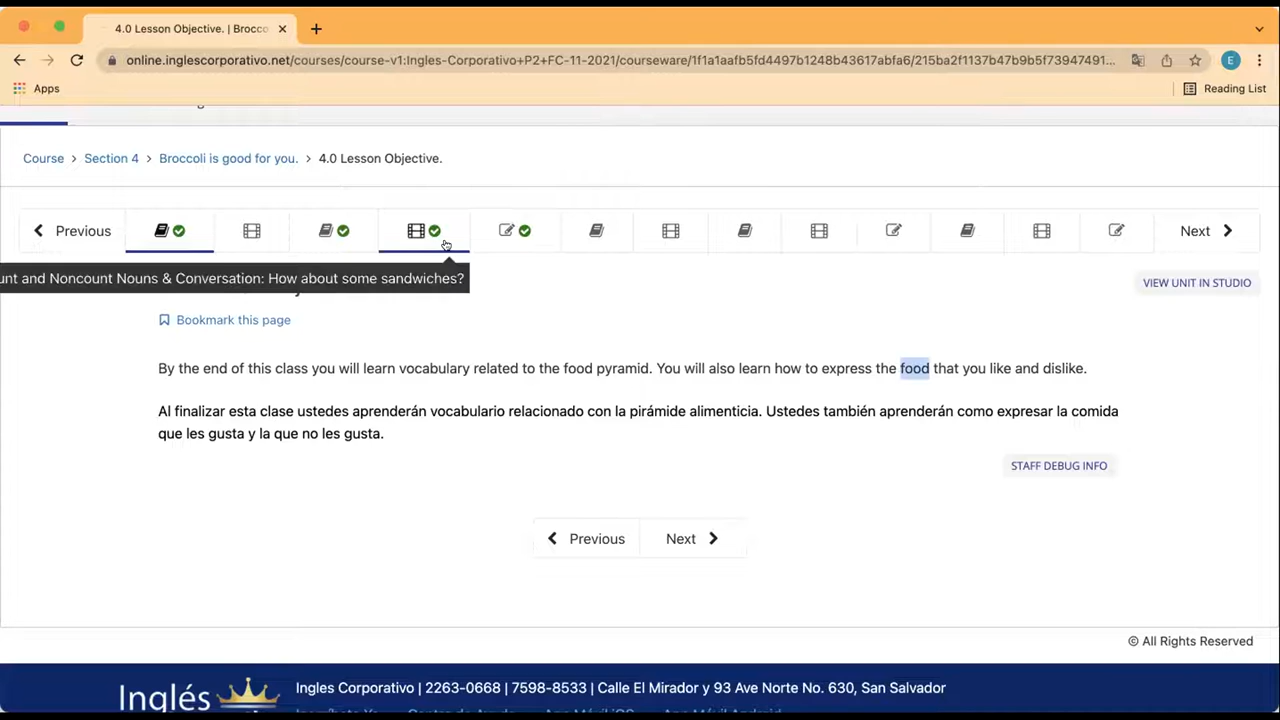 4.0 Lesson Objective. | Brocco
online.inglescorporativo.net/courses/course-v1:Ingles-Corporativo+P2+FC-11-2021/courseware/1f1a1aafb5fd4497b1248b43617abfa6/215ba2f1137b47b9b5f73947491...
E
Apps
Reading List
Course > Section 4 > Broccoli is good for you. > 4.0 Lesson Objective.
Previous
Next
unt and Noncount Nouns & Conversation: How about some sandwiches?
VIEW UNIT IN STUDIO
Bookmark this page
By the end of this class you will learn vocabulary related to the food pyramid. You will also learn how to express the food that you like and dislike.
Al finalizar esta clase ustedes aprenderán vocabulario relacionado con la pirámide alimenticia. Ustedes también aprenderán como expresar la comida
que les gusta y la que no les gusta.
STAFF DEBUG INFO
Previous Next
© All Rights Reserved
Inglés
Ingles Corporativo | 2263-0668 | 7598-8533 | Calle El Mirador y 93 Ave Norte No. 630, San Salvador